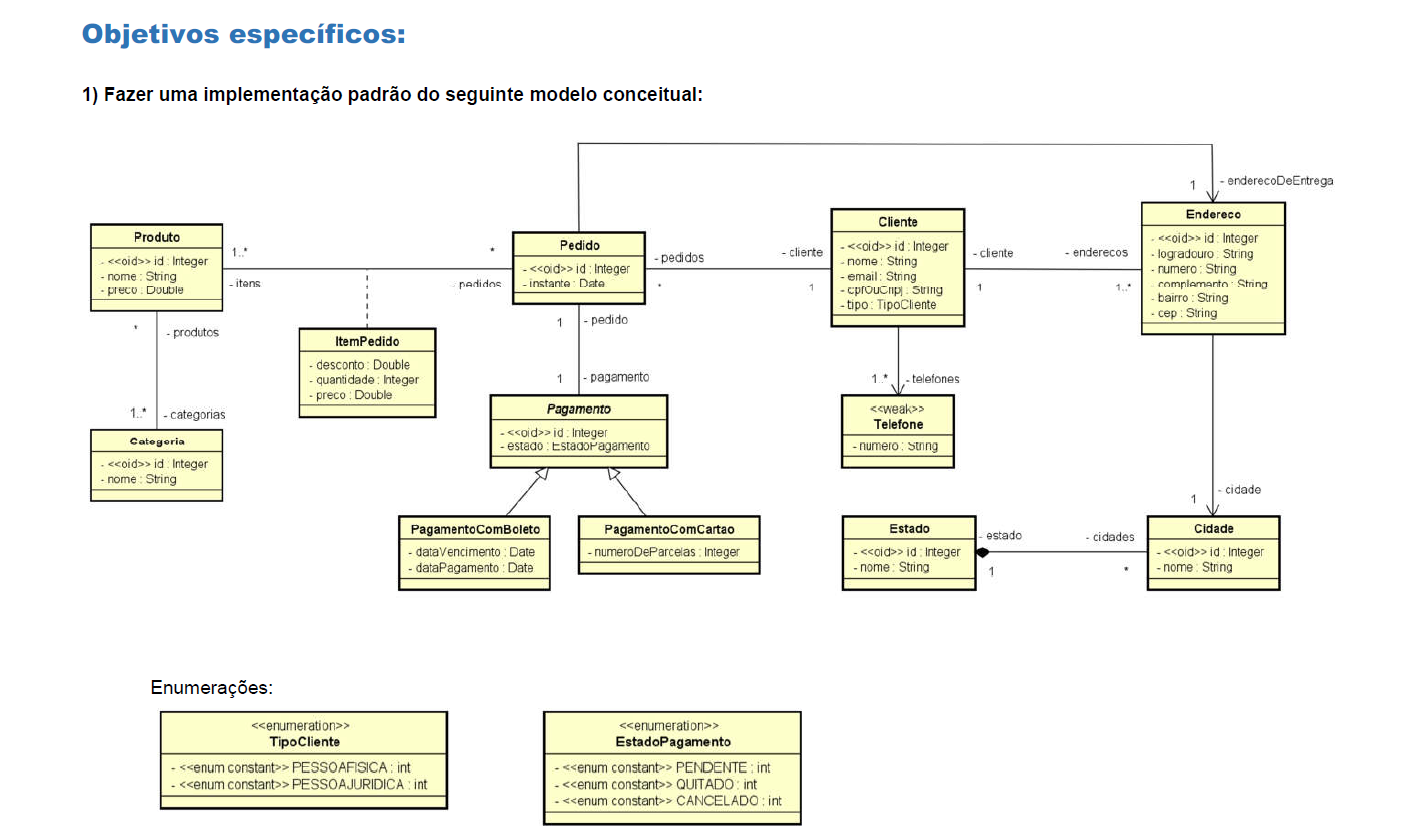 Objetivos específicos:
1) Fazer uma implementação padrão do seguinte modelo conceitual:
1
- enderecoDeEntrega
Produto
- <<oid>> id : Integer
- nome : String
- preco : Double
1..*
- itens
*
- pedidos
Pedido
- <<oid>> id : Integer
- instante : Date
- pedidos
*
- cliente
1
Cliente
- <<oid>> id : Integer
- nome : String
- email : String
- cpfOuCnpj : String
- tipo : TipoCliente
- cliente
1
- enderecos
1..*
Endereco
- <<oid>> id : Integer
- logradouro : String
- numero : String
- complemento : String
- bairro : String
- cep : String
*
- produtos
1..*
- categorias
Categeria
- <<oid>> id : Integer
- nome : String
ItemPedido
- desconto : Double
- quantidade : Integer
- preco : Double
1
- pedido
1
- pagamento
Pagamento
- <<oid>> id : Integer
- estado : EstadoPagamento
1..*
- telefones
<<weak>>
Telefone
- numero : String
PagamentoComBoleto
- dataVencimento : Date
- dataPagamento : Date
PagamentoComCartao
- numeroDeParcelas : Integer
1
- cidade
Estado
- <<oid>> id : Integer
- nome : String
- estado
1
- cidades
*
Cidade
- <<oid>> id : Integer
- nome : String
Enumerações:
<<enumeration>>
TipoCliente
- <<enum constant>> PESSOAFISICA : int
- <<enum constant>> PESSOAJURIDICA : int
<<enumeration>>
EstadoPagamento
- <<enum constant>> PENDENTE : int
- <<enum constant>> QUITADO : int
- <<enum constant>> CANCELADO : int